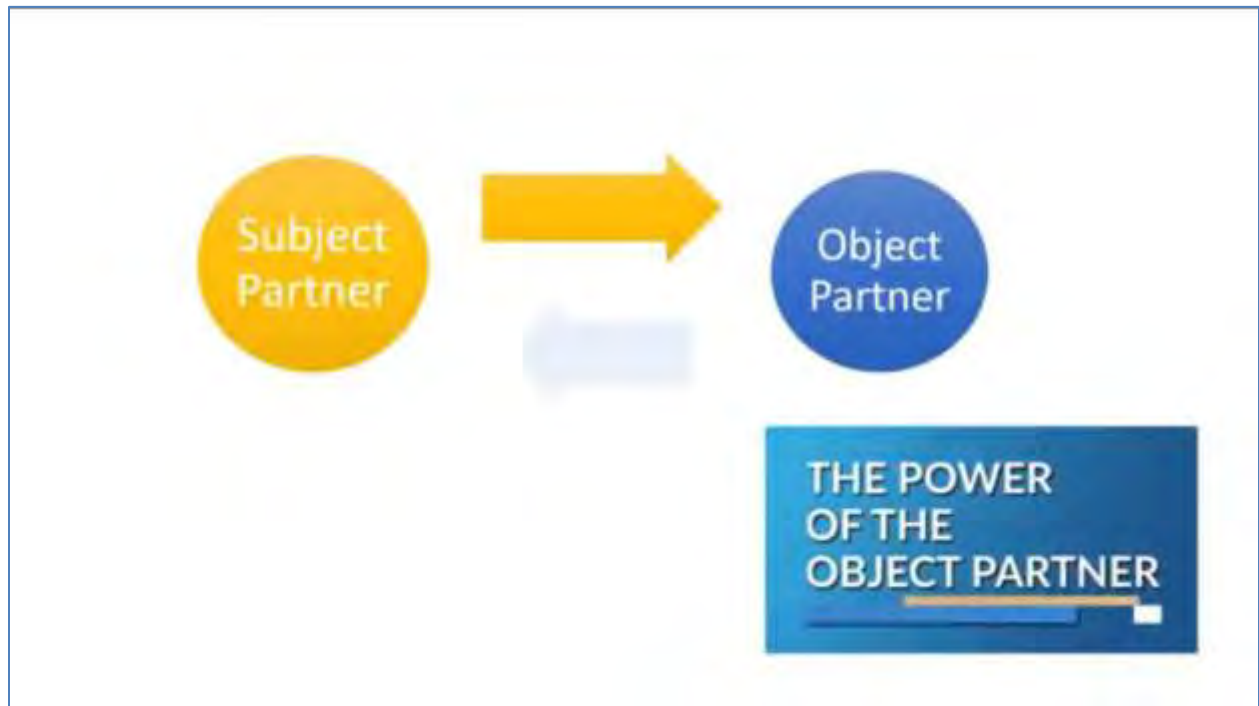 Subject
Partner
Object
Partner
THE POWER
OF THE
OBJECT PARTNER